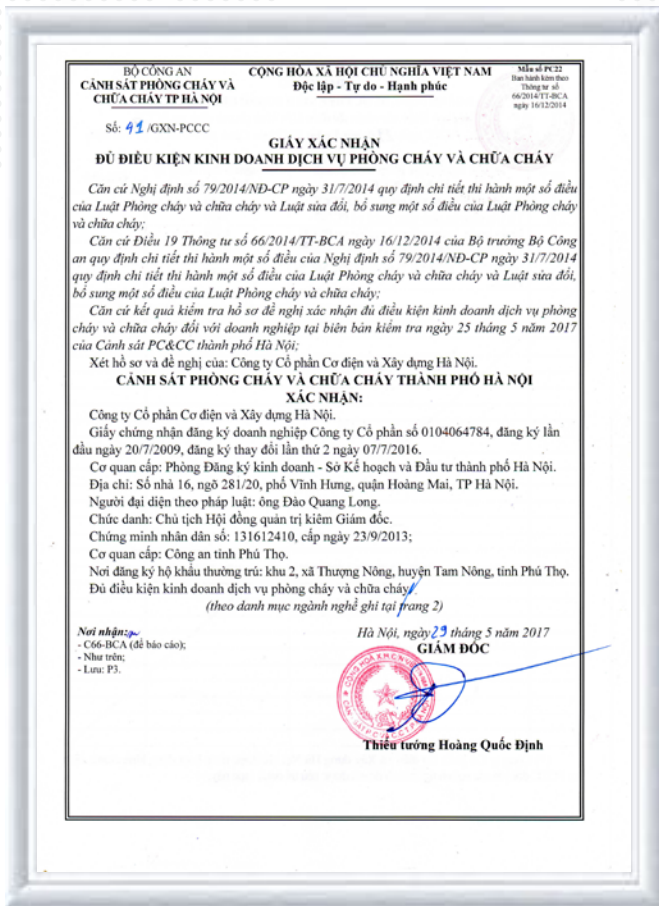 BỘ CÔNG AN
CẢNH SÁT PHÒNG CHÁY VÀ
CHỮA CHÁY TP HÀ NỘI
CỘNG HÒA XÃ HỘI CHỦ NGHĨA VIỆT NAM
Độc lập - Tự do - Hạnh phúc
Mẫu số PC22
Ban hành kèm theo
Thông tư số
66/2014/TT-BCA
ngày 16/12/2014
Số: 41 /GXN-PCCC
GIẤY XÁC NHẬN
ĐỦ ĐIỀU KIỆN KINH DOANH DỊCH VỤ PHÒNG CHÁY VÀ CHỮA CHÁY
Căn cứ Nghị định số 79/2014/NĐ-CP ngày 31/7/2014 quy định chi tiết thi hành một số điều
của Luật Phòng cháy và chữa cháy và Luật sửa đổi, bổ sung một số điều của Luật Phòng cháy
và chữa cháy;
Căn cứ Điều 19 Thông tư số 66/2014/TT-BCA ngày 16/12/2014 của Bộ trưởng Bộ Công
an quy định chi tiết thi hành một số điều của Nghị định số 79/2014/NĐ-CP ngày 31/7/2014
quy định chi tiết thi hành một số điều của Luật Phòng cháy và chữa cháy và Luật sửa đổi,
bổ sung một số điều của Luật Phòng cháy và chữa cháy;
Căn cứ kết quả kiểm tra hồ sơ đề nghị xác nhận đủ điều kiện kinh doanh dịch vụ phòng
cháy và chữa cháy đối với doanh nghiệp tại biên bản kiểm tra ngày 25 tháng 5 năm 2017
của Cảnh sát PC&CC thành phố Hà Nội;
Xét hồ sơ và đề nghị của: Công ty Cổ phần Cơ điện và Xây dựng Hà Nội.
CẢNH SÁT PHÒNG CHÁY VÀ CHỮA CHÁY THÀNH PHỐ HÀ NỘI
XÁC NHẬN:
Công ty Cổ phần Cơ điện và Xây dựng Hà Nội.
Giấy chứng nhận đăng ký doanh nghiệp Công ty Cổ phần số 0104064784, đăng ký lần
đầu ngày 20/7/2009, đăng ký thay đổi lần thứ 2 ngày 07/7/2016.
Cơ quan cấp: Phòng Đăng ký kinh doanh - Sở Kế hoạch và Đầu tư thành phố Hà Nội.
Địa chỉ: Số nhà 16, ngõ 281/20, phố Vĩnh Hưng, quận Hoàng Mai, TP Hà Nội.
Người đại diện theo pháp luật: ông Đào Quang Long.
Chức danh: Chủ tịch Hội đồng quản trị kiêm Giám đốc.
Chứng minh nhân dân số: 131612410, cấp ngày 23/9/2013;
Cơ quan cấp: Công an tỉnh Phú Thọ.
Nơi đăng ký hộ khẩu thường trú: khu 2, xã Thượng Nông, huyện Tam Nông, tỉnh Phú Thọ.
Đủ điều kiện kinh doanh dịch vụ phòng cháy và chữa cháy
(theo danh mục ngành nghề ghi tại trang 2)
Nơi nhận:
- C66-BCA (để báo cáo);
- Như trên;
- Lưu: P3.
Hà Nội, ngày 29 tháng 5 năm 2017
GIÁM ĐỐC
Thiếu tướng Hoàng Quốc Định